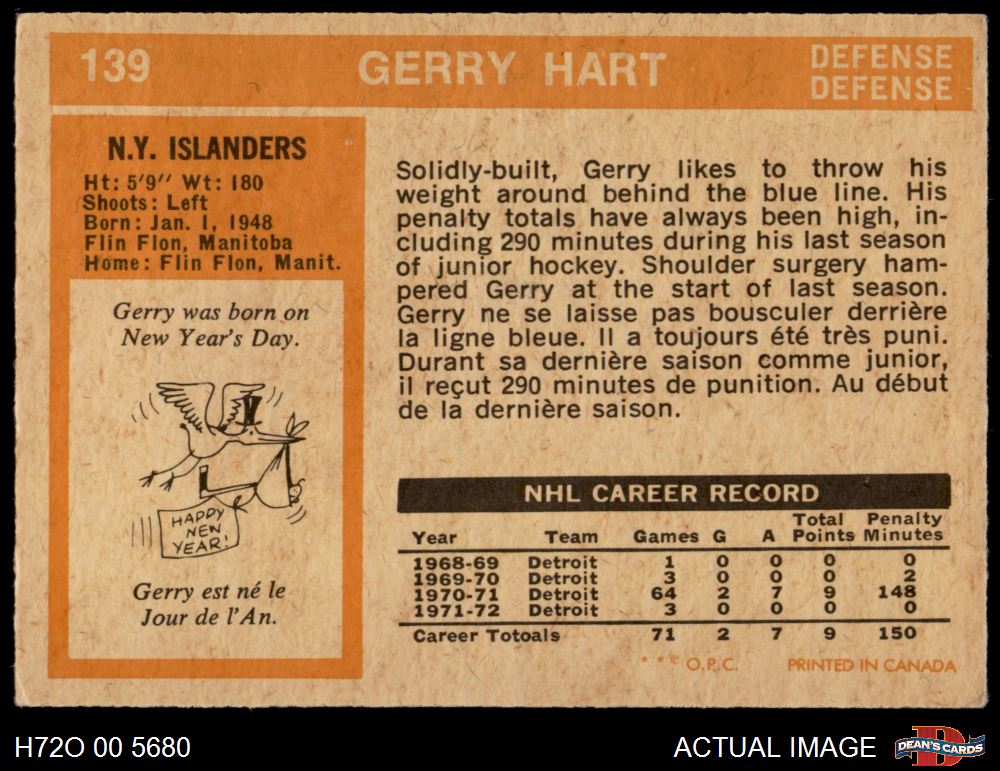 139
GERRY HART
DEFENSE
DEFENSE
N.Y. ISLANDERS
Ht: 5'9" Wt: 180
Shoots: Left
Born: Jan. 1, 1948
Flin Flon, Manitoba
Home: Flin Flon, Manit.
Gerry was born on
New Year's Day.
HAPPY
NEW
YEAR!
Gerry est né le
Jour de l'An.
Solidly-built, Gerry likes to throw his
weight around behind the blue line. His
penalty totals have always been high, in-
cluding 290 minutes during his last season
of junior hockey. Shoulder surgery ham-
pered Gerry at the start of last season.
Gerry ne se laisse pas bousculer derrière
la ligne bleue. Il a toujours été très puni.
Durant sa dernière saison comme junior,
il reçut 290 minutes de punition. Au début
de la dernière saison.
NHL CAREER RECORD
Year Team Games G A Total Points Penalty Minutes
1968-69 Detroit 1 0 0 0 0
1969-70 Detroit 3 0 0 0 2
1970-71 Detroit 64 2 7 9 148
1971-72 Detroit 3 0 0 0 0
Career Totoals 71 2 7 9 150
* * © O.P.C. PRINTED IN CANADA
H72O 00 5680
ACTUAL IMAGE
DEAN'S CARDS